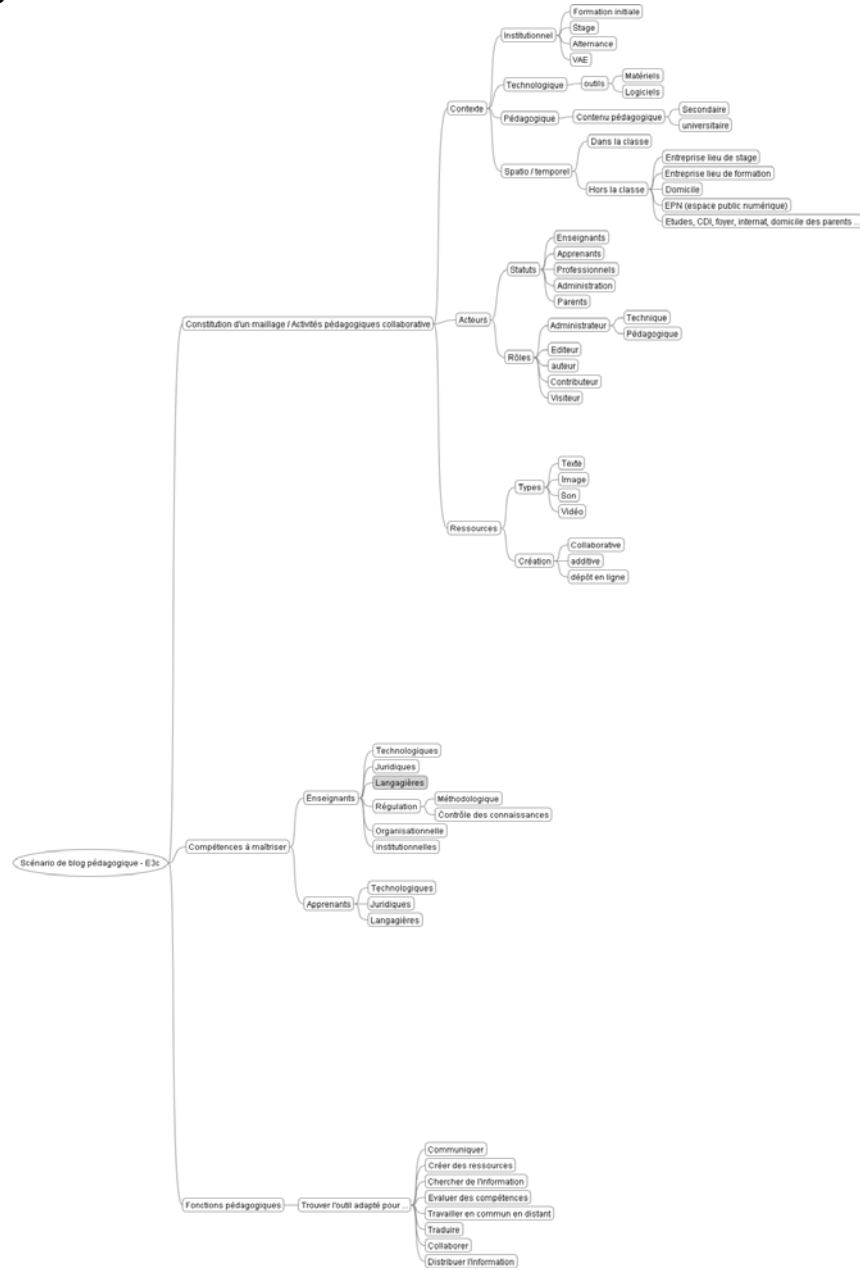 Formation initiale
Stage
Alternance
VAE
Institutionnel
Technologique
outils
Matériels
Logiciels
Contexte
Pédagogique
Contenu pédagogique
Secondaire
universitaire
Spatio / temporel
Dans la classe
Hors la classe
Entreprise lieu de stage
Entreprise lieu de formation
Domicile
EPN (espace public numérique)
Etudes, CDI, foyer, internat, domicile des parents ...
Constitution d'un maillage / Activités pédagogiques collaborative
Acteurs
Statuts
Enseignants
Apprenants
Professionnels
Administration
Parents
Rôles
Administrateur
Technique
Pédagogique
Editeur
auteur
Contributeur
Visiteur
Ressources
Types
Texte
Image
Son
Vidéo
Création
Collaborative
additive
dépôt en ligne
Scénario de blog pédagogique - E3c
Compétences à maîtriser
Enseignants
Technologiques
Juridiques
Langagières
Régulation
Méthodologique
Contrôle des connaissances
Organisationnelle
institutionnelles
Apprenants
Technologiques
Juridiques
Langagières
Fonctions pédagogiques
Trouver l'outil adapté pour ...
Communiquer
Créer des ressources
Chercher de l'information
Evaluer des compétences
Travailler en commun en distant
Traduire
Collaborer
Distribuer l'information